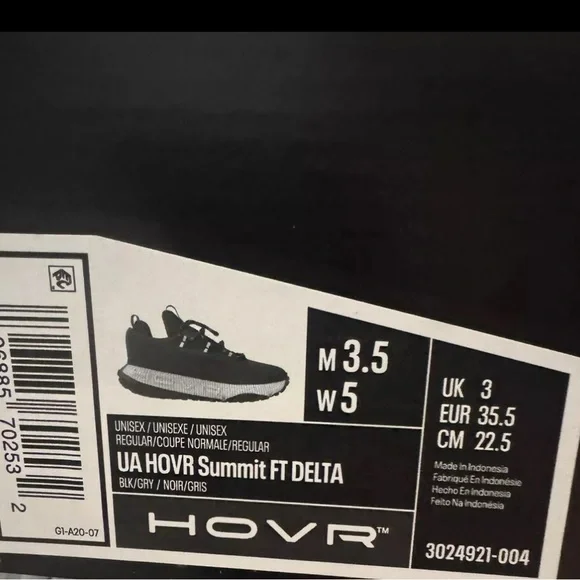 M 3.5
W 5
UK 3
EUR 35.5
CM 22.5
Made In Indonesia
Fabriqué En Indonésie
Hecho En Indonesia
Feito Na Indonésia
UNISEX / UNISEXE / UNISEX
REGULAR/COUPE NORMALE/REGULAR
UA HOVR Summit FT DELTA
BLK/GRY / NOIR/GRIS
HOVR™
3024921-004
70253 2
G1-A20-07